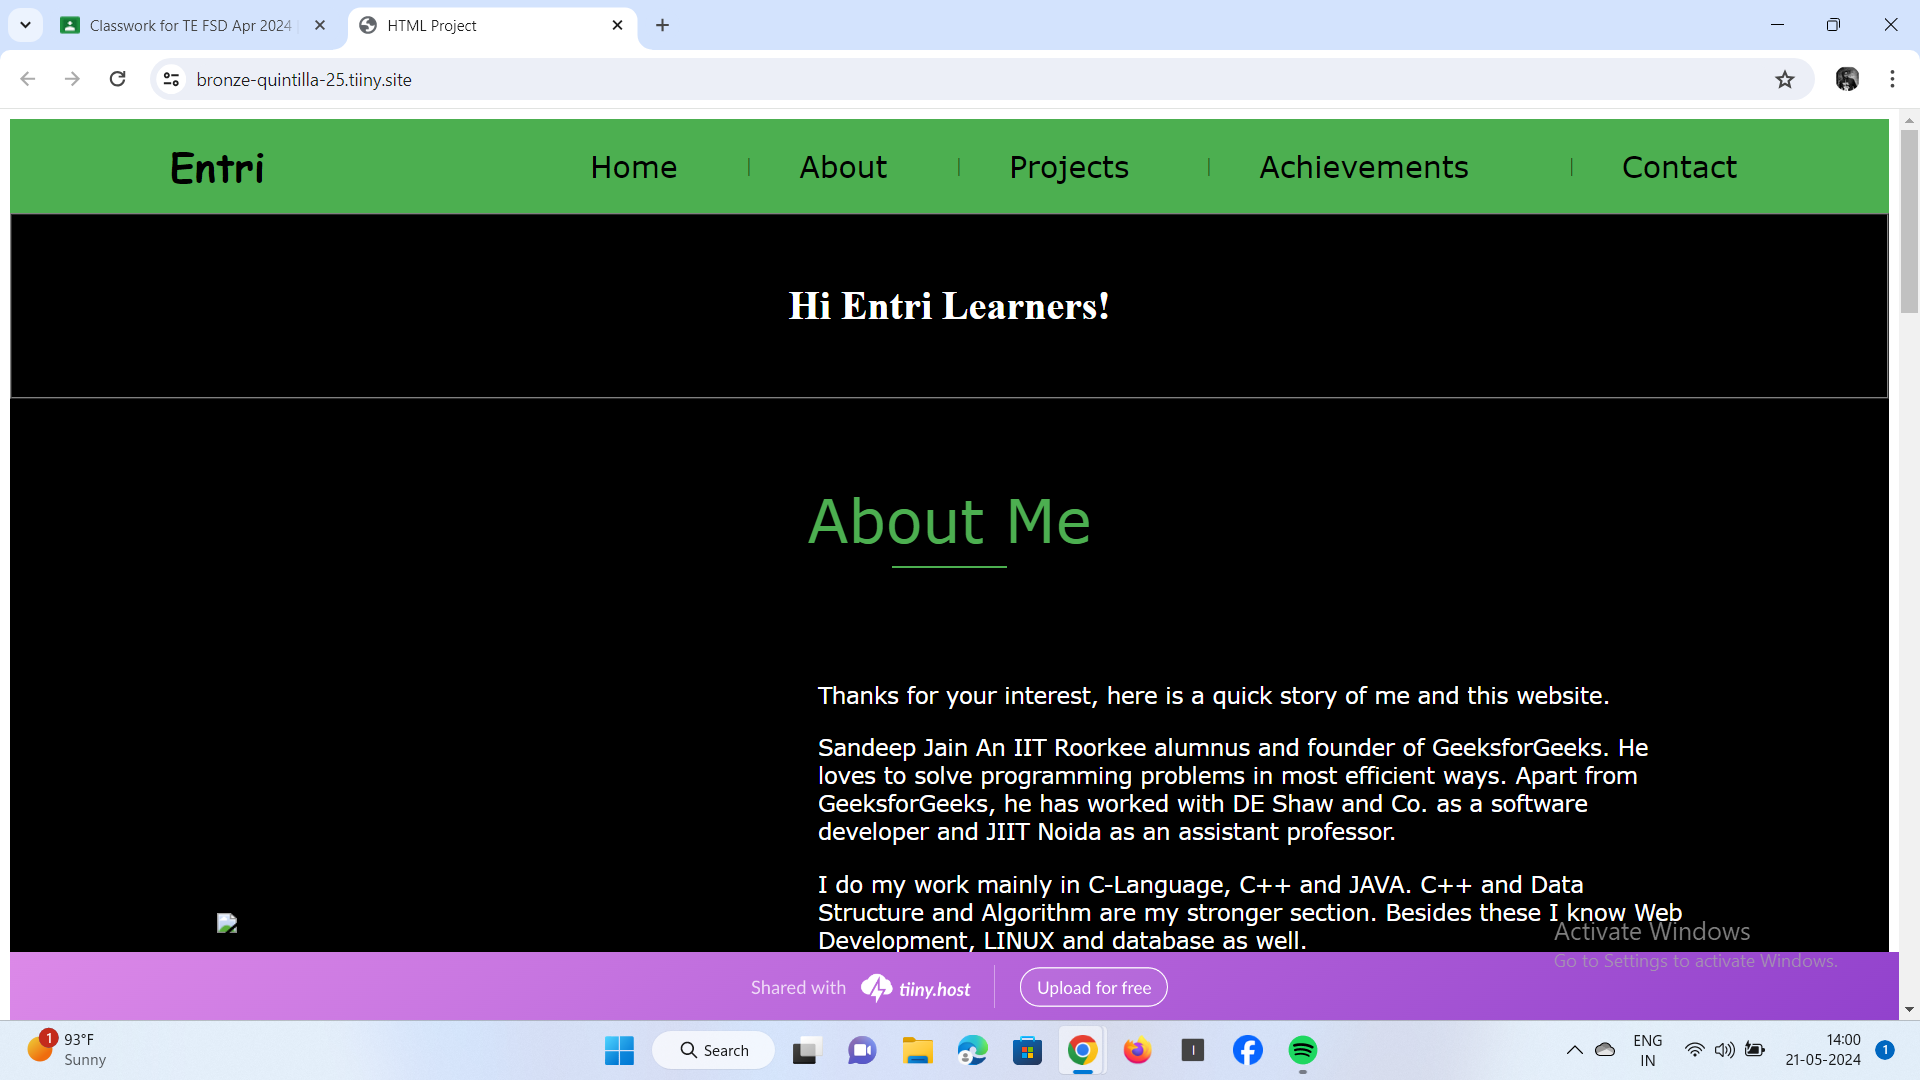 Classwork for TE FSD Apr 2024
HTML Project
bronze-quintilla-25.tiiny.site
Entri
Home
About
Projects
Achievements
Contact
Hi Entri Learners!
About Me
Thanks for your interest, here is a quick story of me and this website.
Sandeep Jain An IIT Roorkee alumnus and founder of GeeksforGeeks. He
loves to solve programming problems in most efficient ways. Apart from
GeeksforGeeks, he has worked with DE Shaw and Co. as a software
developer and JIIT Noida as an assistant professor.
I do my work mainly in C-Language, C++ and JAVA. C++ and Data
Structure and Algorithm are my stronger section. Besides these I know Web
Development, LINUX and database as well.
Activate Windows
Go to Settings to activate Windows.
Shared with tiiny.host
Upload for free
1
93°F
Sunny
Search
ENG
IN
14:00
21-05-2024
1